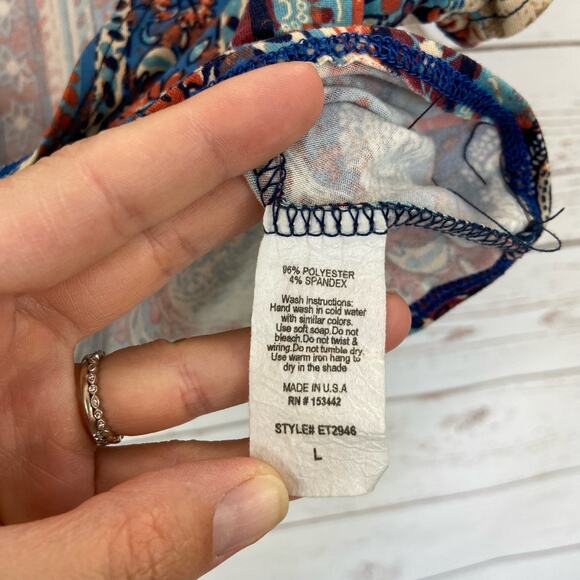 96% POLYESTER
4% SPANDEX
Wash Instructions:
Hand wash in cold water
with similar colors.
Use soft soap.Do not
bleach.Do not twist &
wiring.Do not tumble dry.
Use warm iron hang to
dry in the shade
MADE IN U.S.A
RN # 153442
STYLE# ET2946
L